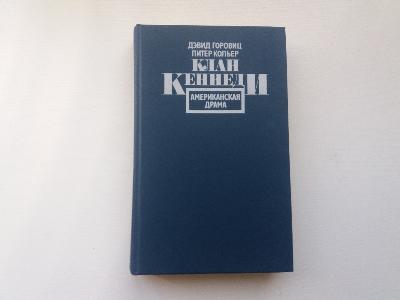 ДЭВИД ГОРОВИЦ
ПИТЕР КОЛЬЕР
КЛАН
КЕННЕДИ
АМЕРИКАНСКАЯ
ДРАМА